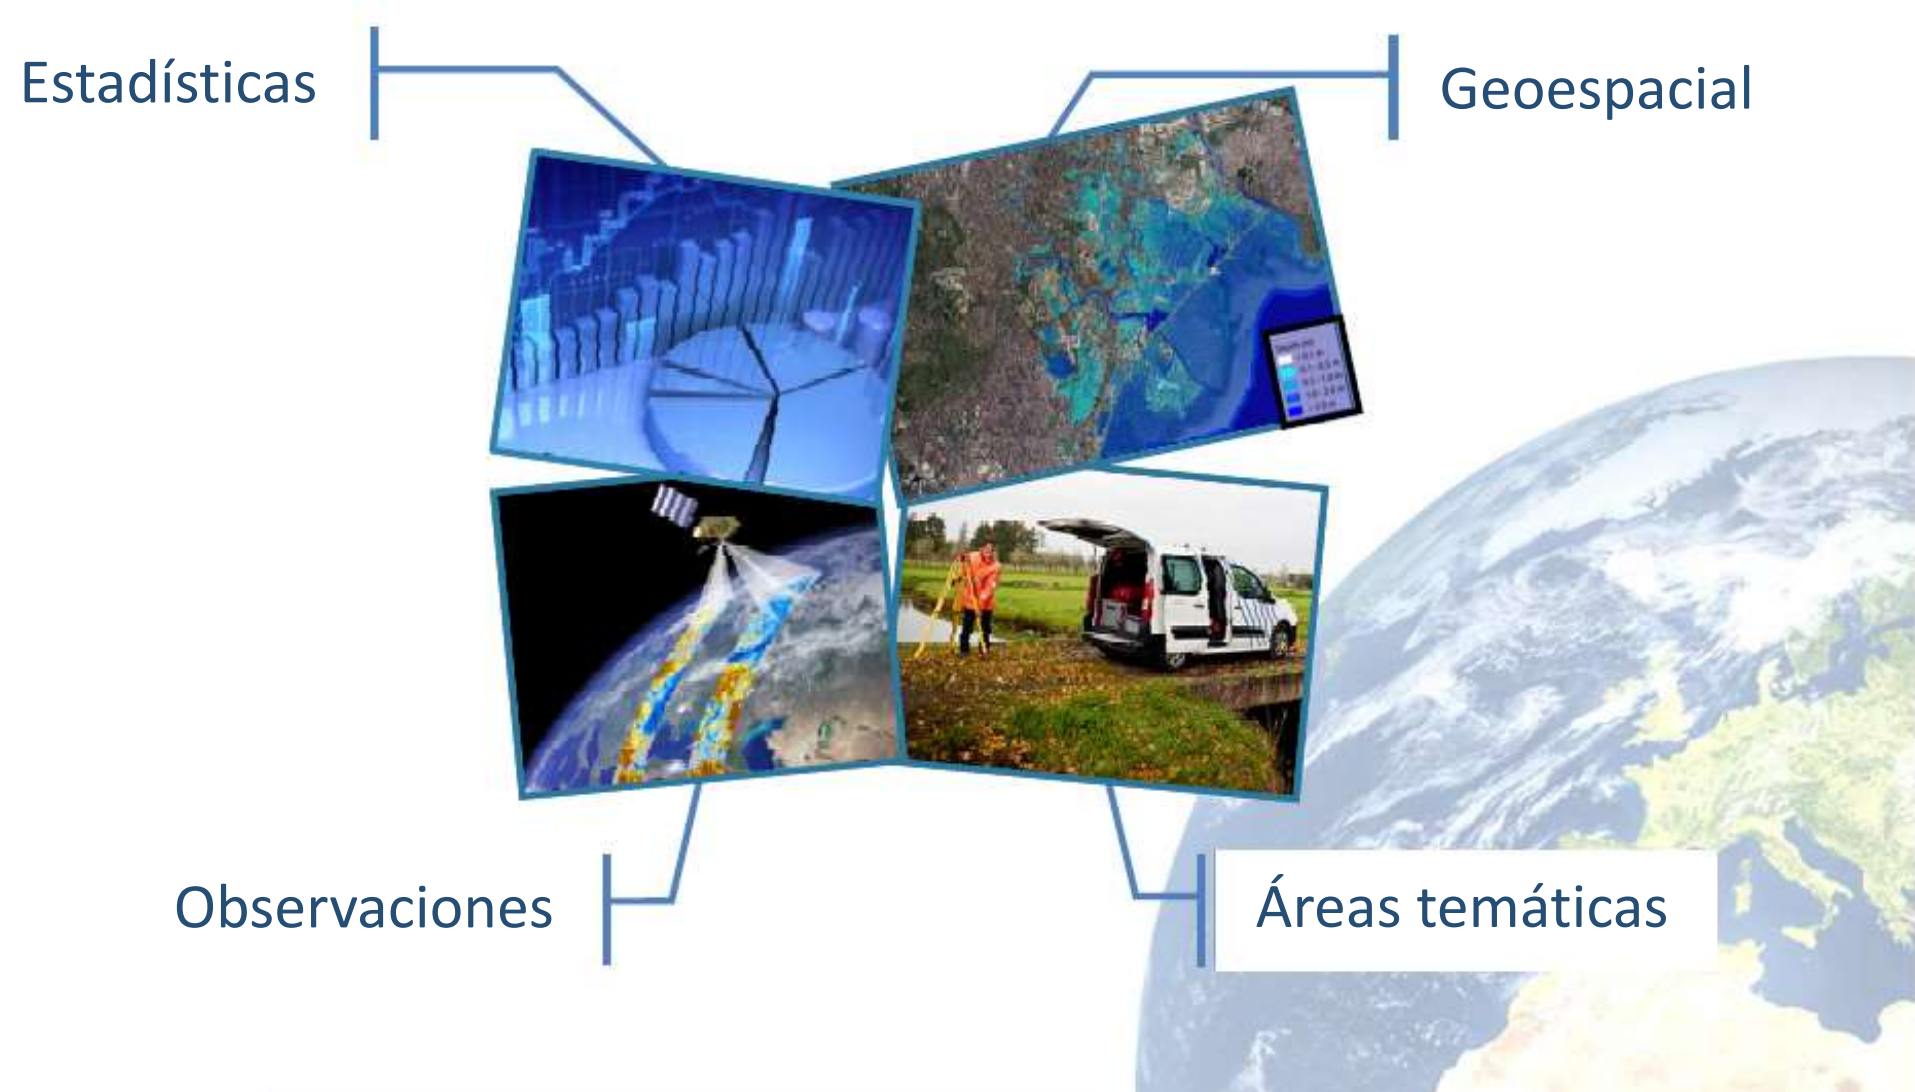 Estadísticas
Geoespacial
Observaciones
Áreas temáticas